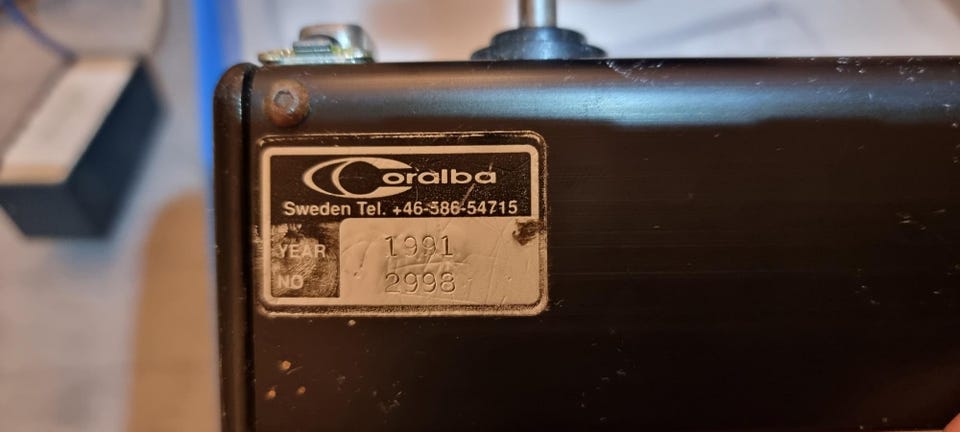 Coralba
Sweden Tel. +46-586-54715
YEAR 1991
NO 2998